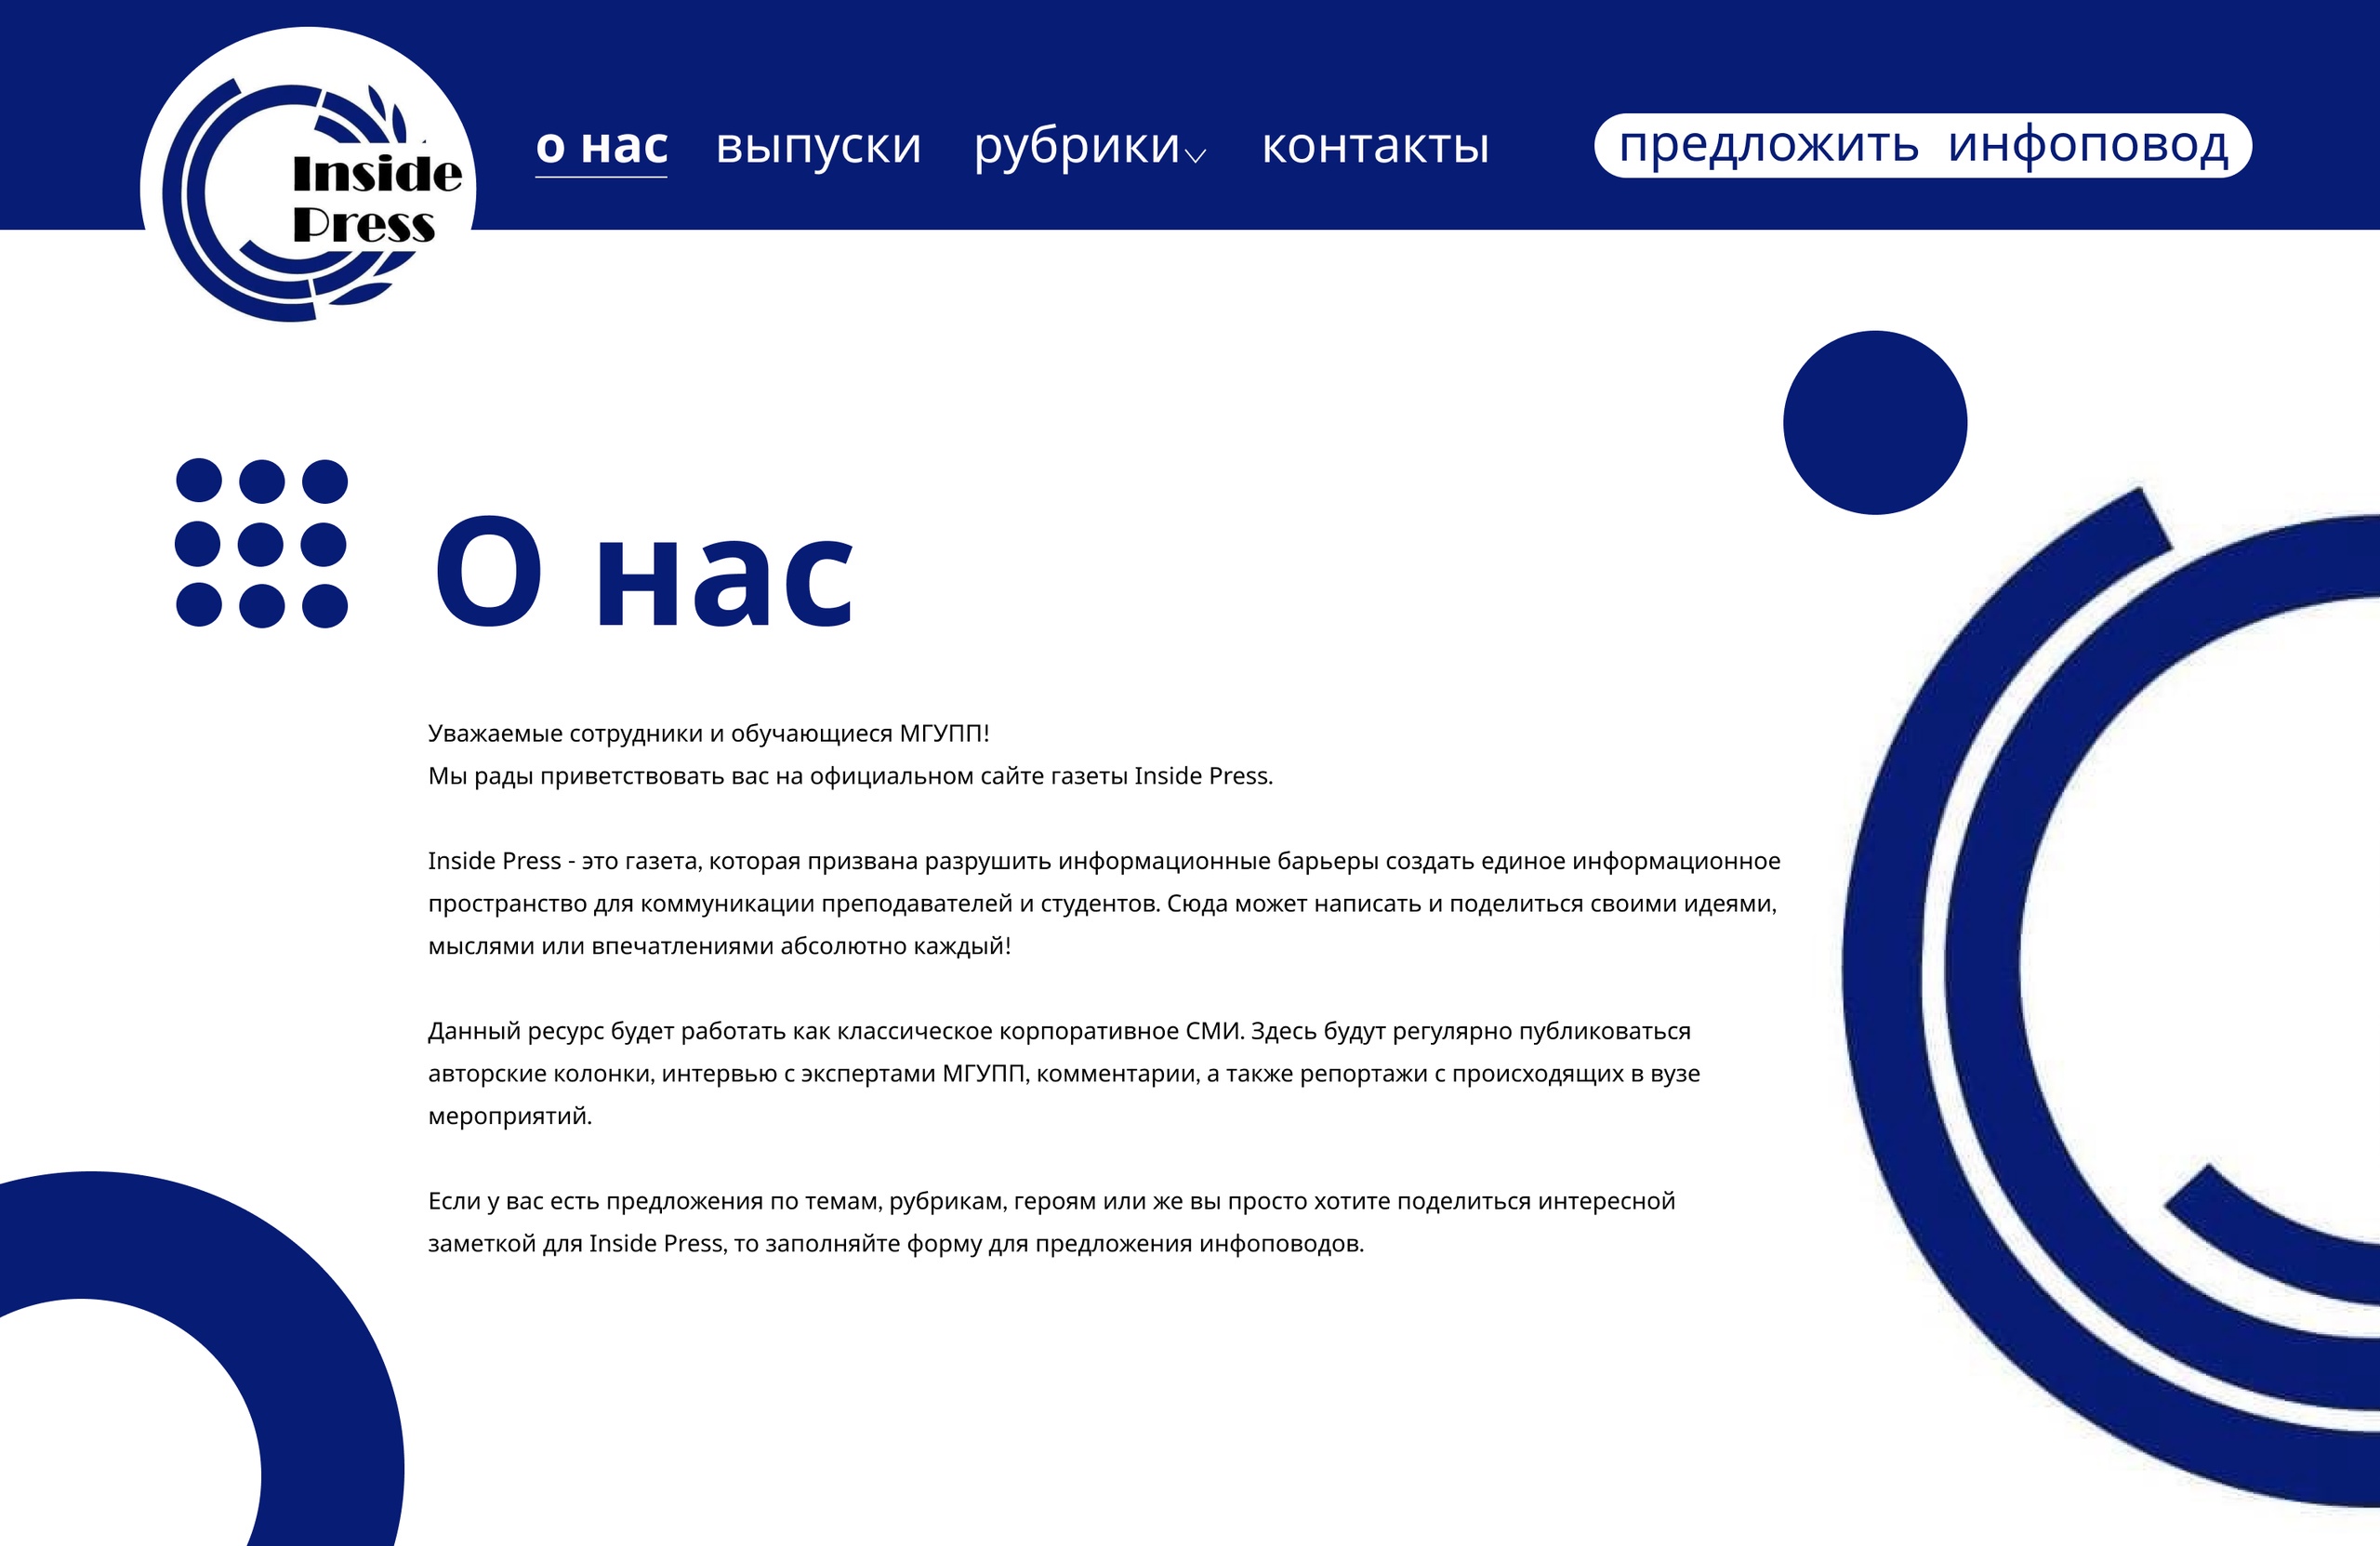 Inside
Press
о нас выпуски рубрики контакты предложить инфоповод
О нас
Уважаемые сотрудники и обучающиеся МГУПП!
Мы рады приветствовать вас на официальном сайте газеты Inside Press.
Inside Press - это газета, которая призвана разрушить информационные барьеры создать единое информационное
пространство для коммуникации преподавателей и студентов. Сюда может написать и поделиться своими идеями,
мыслями или впечатлениями абсолютно каждый!
Данный ресурс будет работать как классическое корпоративное СМИ. Здесь будут регулярно публиковаться
авторские колонки, интервью с экспертами МГУПП, комментарии, а также репортажи с происходящих в вузе
мероприятий.
Если у вас есть предложения по темам, рубрикам, героям или же вы просто хотите поделиться интересной
заметкой для Inside Press, то заполняйте форму для предложения инфоповодов.